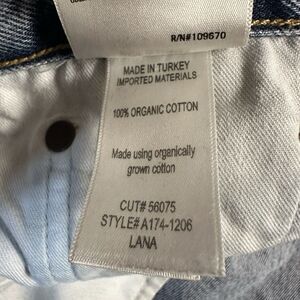 R/N#109670
MADE IN TURKEY
IMPORTED MATERIALS
100% ORGANIC COTTON
Made using organically
grown cotton
CUT# 56075
STYLE# A174-1206
LANA